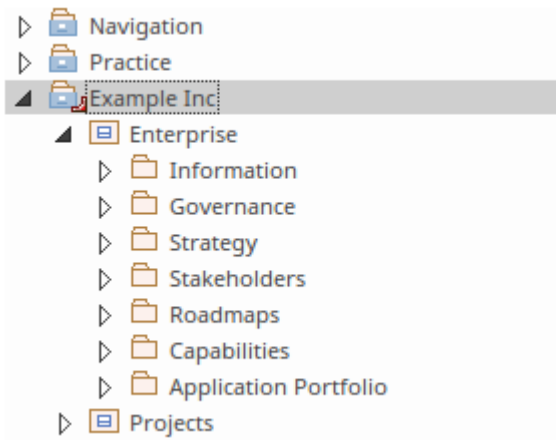 Navigation
Practice
Example Inc
Enterprise
Information
Governance
Strategy
Stakeholders
Roadmaps
Capabilities
Application Portfolio
Projects